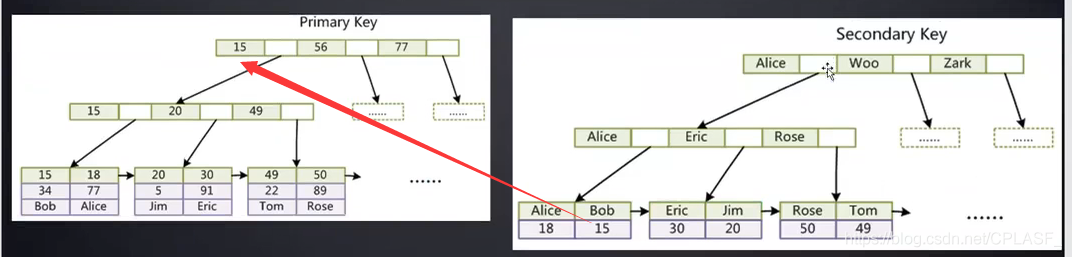 Primary Key
15 56 77
15 20 49
...... ......
15 18 20 30 49 50
34 77 5 91 22 89
Bob Alice Jim Eric Tom Rose
......
Secondary Key
Alice Woo Zark
Alice Eric Rose
...... ......
Alice Bob Eric Jim Rose Tom
18 15 30 20 50 49
......
https://blog.csdn.net/CPLASF_